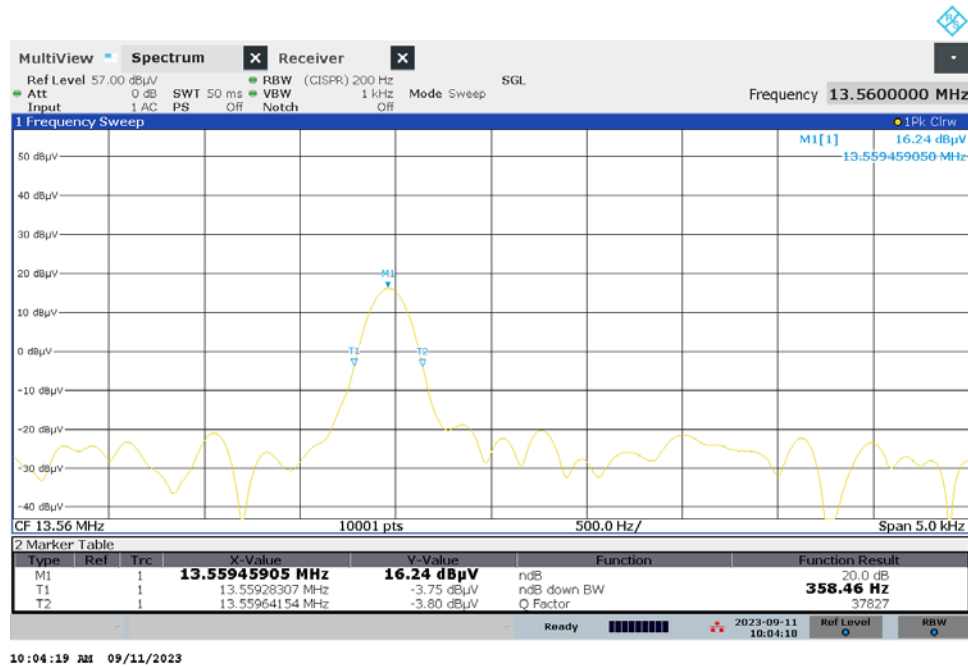 R S
MultiView Spectrum X Receiver X
Ref Level 57.00 dBµV RBW (CISPR) 200 Hz SGL
Att 0 dB SWT 50 ms VBW 1 kHz Mode Sweep Frequency 13.5600000 MHz
Input 1 AC PS Off Notch Off
1 Frequency Sweep 1Pk Clrw
M1[1] 16.24 dBµV
13.559459050 MHz
50 dBµV
40 dBµV
30 dBµV
20 dBµV M1
10 dBµV
0 dBµV T1 T2
-10 dBµV
-20 dBµV
-30 dBµV
-40 dBµV
CF 13.56 MHz 10001 pts 500.0 Hz/ Span 5.0 kHz
2 Marker Table
Type Ref Trc X-Value Y-Value Function Function Result
M1 1 13.55945905 MHz 16.24 dBµV ndB 20.0 dB
T1 1 13.55928307 MHz -3.75 dBµV ndB down BW 358.46 Hz
T2 1 13.55964154 MHz -3.80 dBµV Q Factor 37827
Ready 2023-09-11 Ref Level RBW
10:04:18
10:04:19 AM 09/11/2023